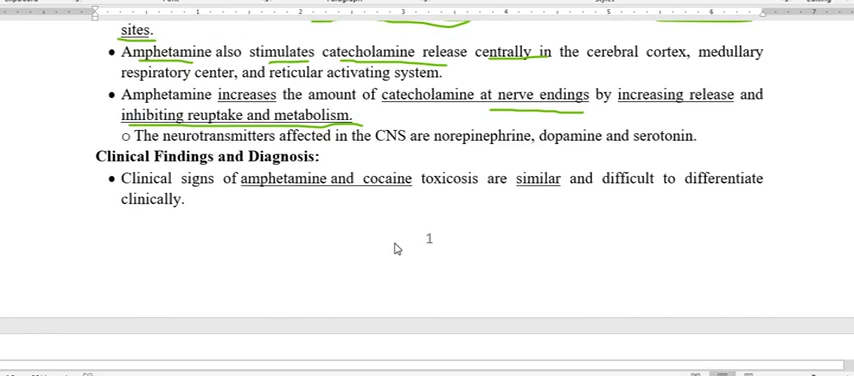 sites.
• Amphetamine also stimulates catecholamine release centrally in the cerebral cortex, medullary
respiratory center, and reticular activating system.
• Amphetamine increases the amount of catecholamine at nerve endings by increasing release and
inhibiting reuptake and metabolism.
o The neurotransmitters affected in the CNS are norepinephrine, dopamine and serotonin.
Clinical Findings and Diagnosis:
• Clinical signs of amphetamine and cocaine toxicosis are similar and difficult to differentiate
clinically.
1